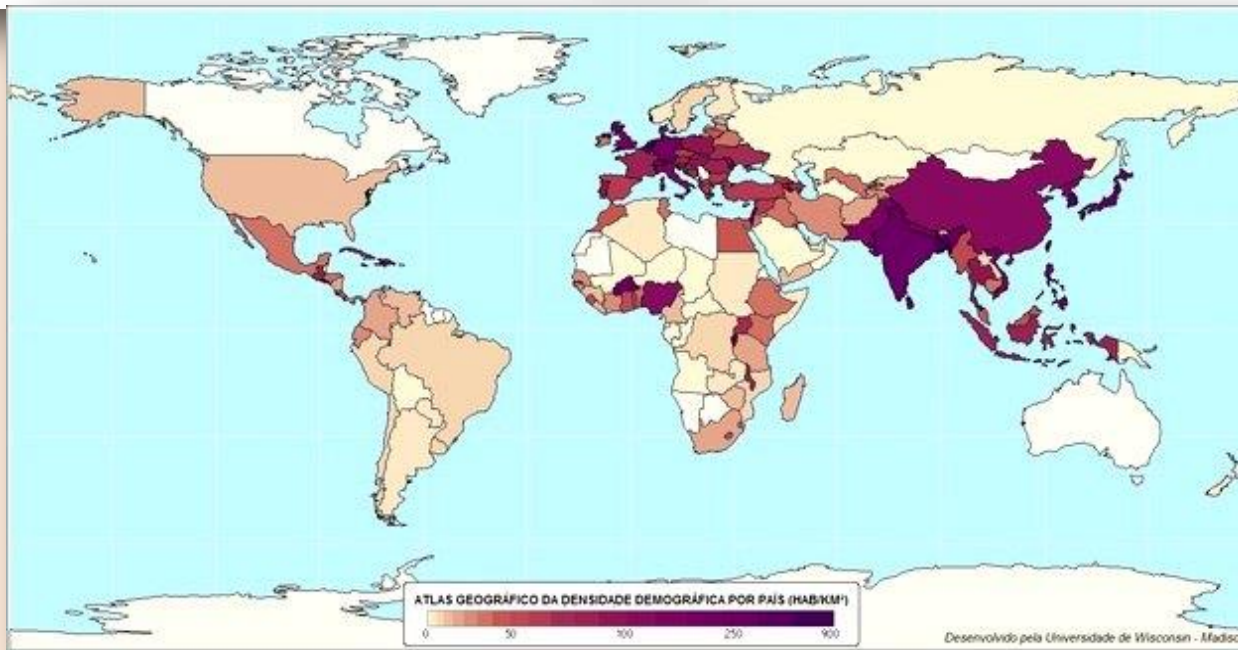 ATLAS GEOGRÁFICO DA DENSIDADE DEMOGRÁFICA POR PAÍS (HAB/KM²)
0 50 100 250 900
Desenvolvido pela Universidade de Wisconsin - Madisc